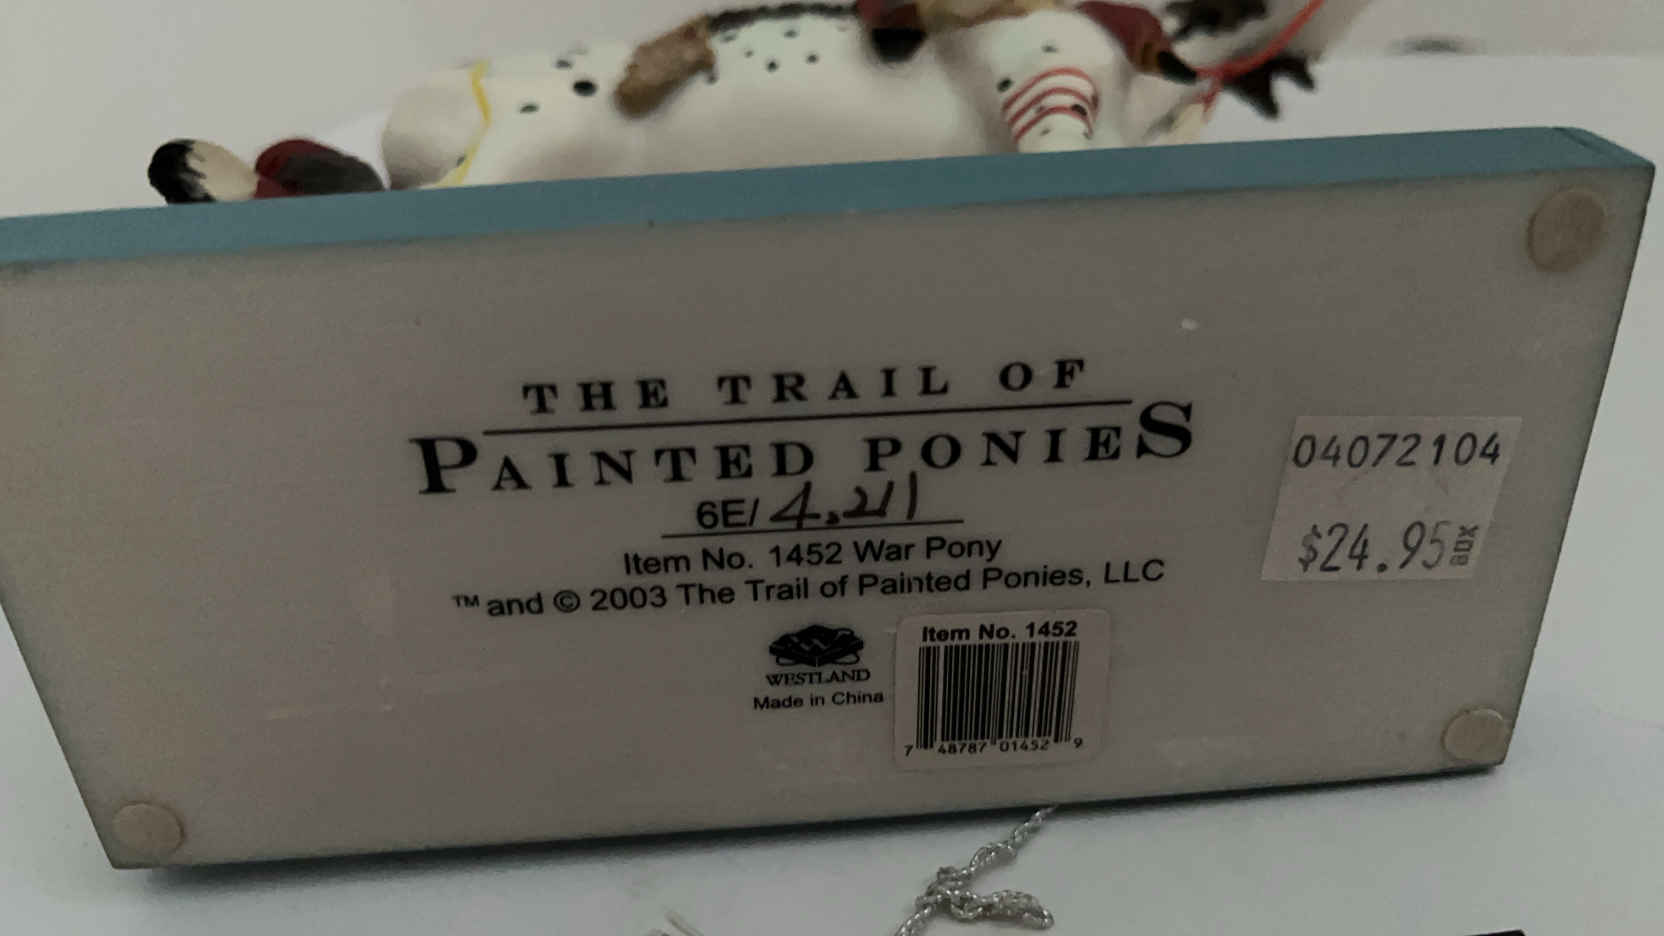 THE TRAIL OF
PAINTED PONIES
6E/4,211
Item No. 1452 War Pony
™ and © 2003 The Trail of Painted Ponies, LLC
WESTLAND
Made in China
Item No. 1452
7 48787 01452 9
04072104
$24.95 BOX